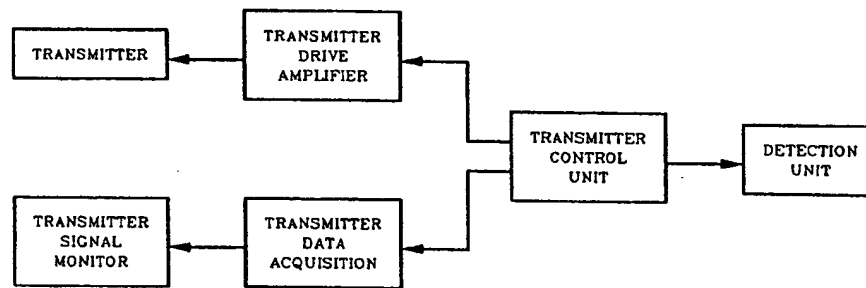 TRANSMITTER
TRANSMITTER
DRIVE
AMPLIFIER
TRANSMITTER
CONTROL
UNIT
DETECTION
UNIT
TRANSMITTER
SIGNAL
MONITOR
TRANSMITTER
DATA
ACQUISITION